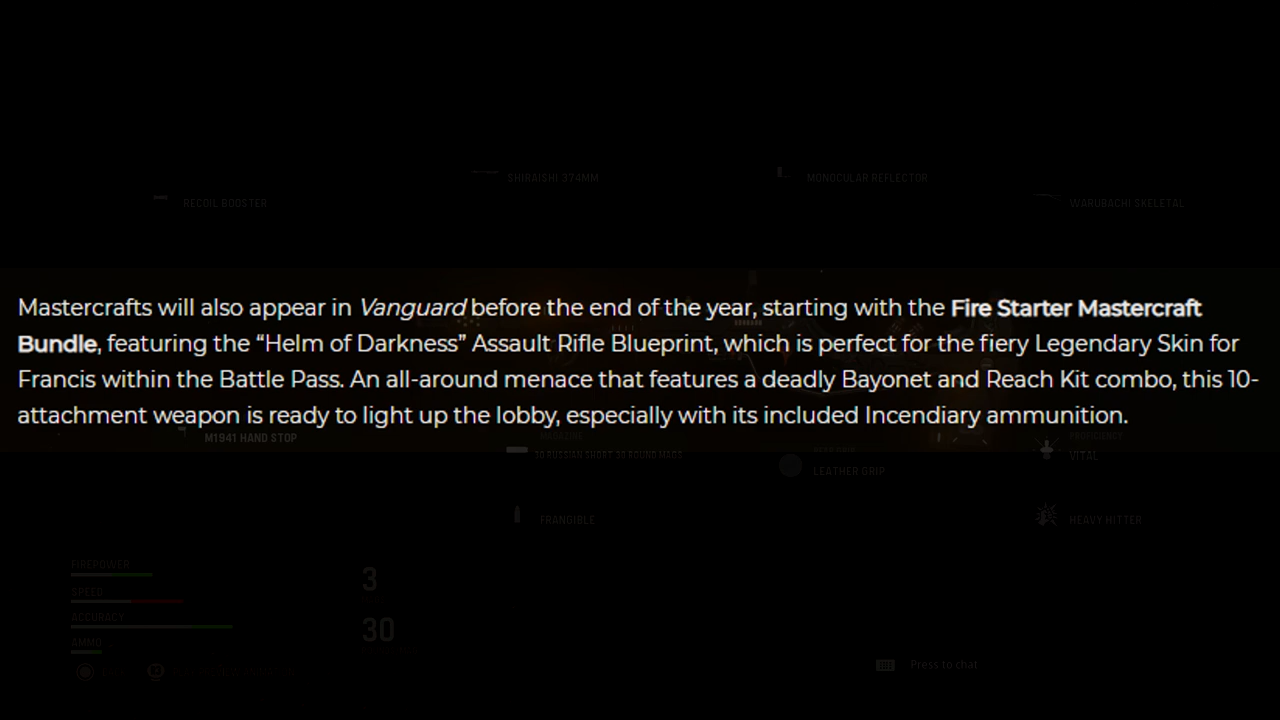 SHIRAISHI 374MM
MONOCULAR REFLECTOR
RECOIL BOOSTER
WARUBACHI SKELETAL
Mastercrafts will also appear in Vanguard before the end of the year, starting with the Fire Starter Mastercraft
Bundle, featuring the “Helm of Darkness” Assault Rifle Blueprint, which is perfect for the fiery Legendary Skin for
Francis within the Battle Pass. An all-around menace that features a deadly Bayonet and Reach Kit combo, this 10-
attachment weapon is ready to light up the lobby, especially with its included Incendiary ammunition.
M1941 HAND STOP
MAGAZINE
PROFICIENCY
VITAL
LEATHER GRIP
FRANGIBLE
HEAVY HITTER
FIREPOWER
3
SPEED
ACCURACY
30
AMMO
Press to chat